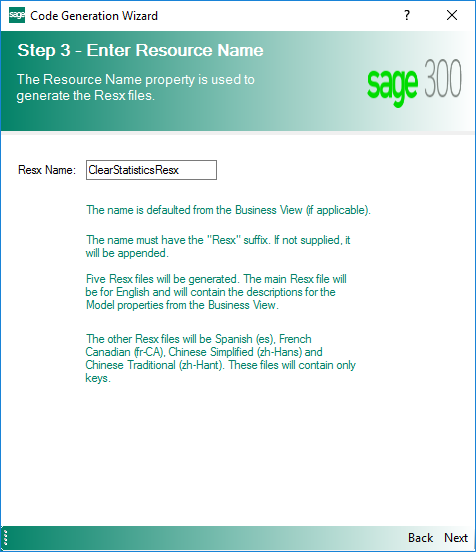 sage Code Generation Wizard ? ×
Step 3 - Enter Resource Name
The Resource Name property is used to
generate the Resx files.
sage 300
Resx Name: ClearStatisticsResx
The name is defaulted from the Business View (if applicable).
The name must have the "Resx" suffix. If not supplied, it
will be appended.
Five Resx files will be generated. The main Resx file will
be for English and will contain the descriptions for the
Model properties from the Business View.
The other Resx files will be Spanish (es), French
Canadian (fr-CA), Chinese Simplified (zh-Hans) and
Chinese Traditional (zh-Hant). These files will contain only
keys.
Back Next